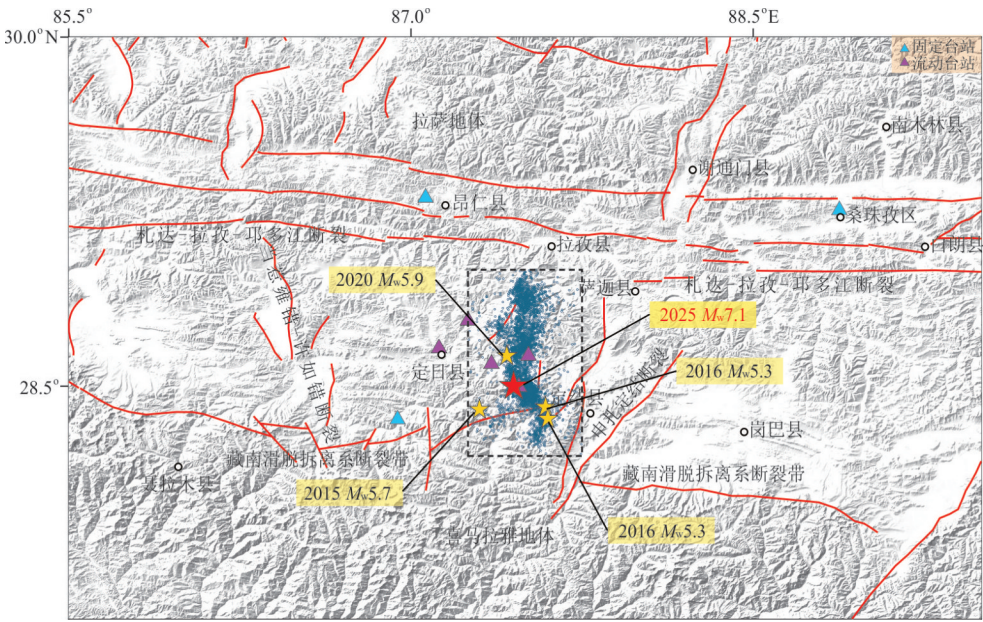 85.5°
87.0°
88.5°E
30.0°N
固定台站
流动台站
南木林县
拉萨地体
谢通门县
昂仁县
桑珠孜区
札达-拉孜-邛多江断裂
拉孜县
白朗县
2020 Mw5.9
萨迦县
札达-拉孜-邛多江断裂
2025 Mw7.1
定日县
2016 Mw5.3
28.5°
申扎-定结断裂
岗巴县
藏南滑脱拆离系断裂带
聂拉木县
藏南滑脱拆离系断裂带
2015 Mw5.7
2016 Mw5.3
喜马拉雅地体